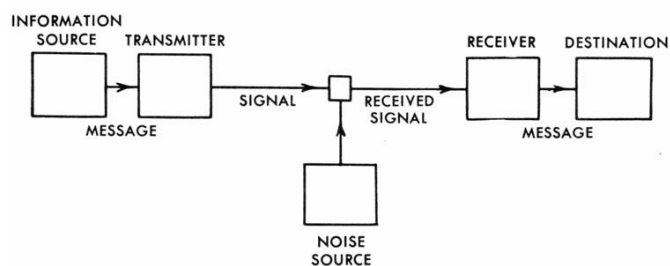 INFORMATION
SOURCE
TRANSMITTER
RECEIVER
DESTINATION
SIGNAL
RECEIVED
SIGNAL
MESSAGE
MESSAGE
NOISE
SOURCE